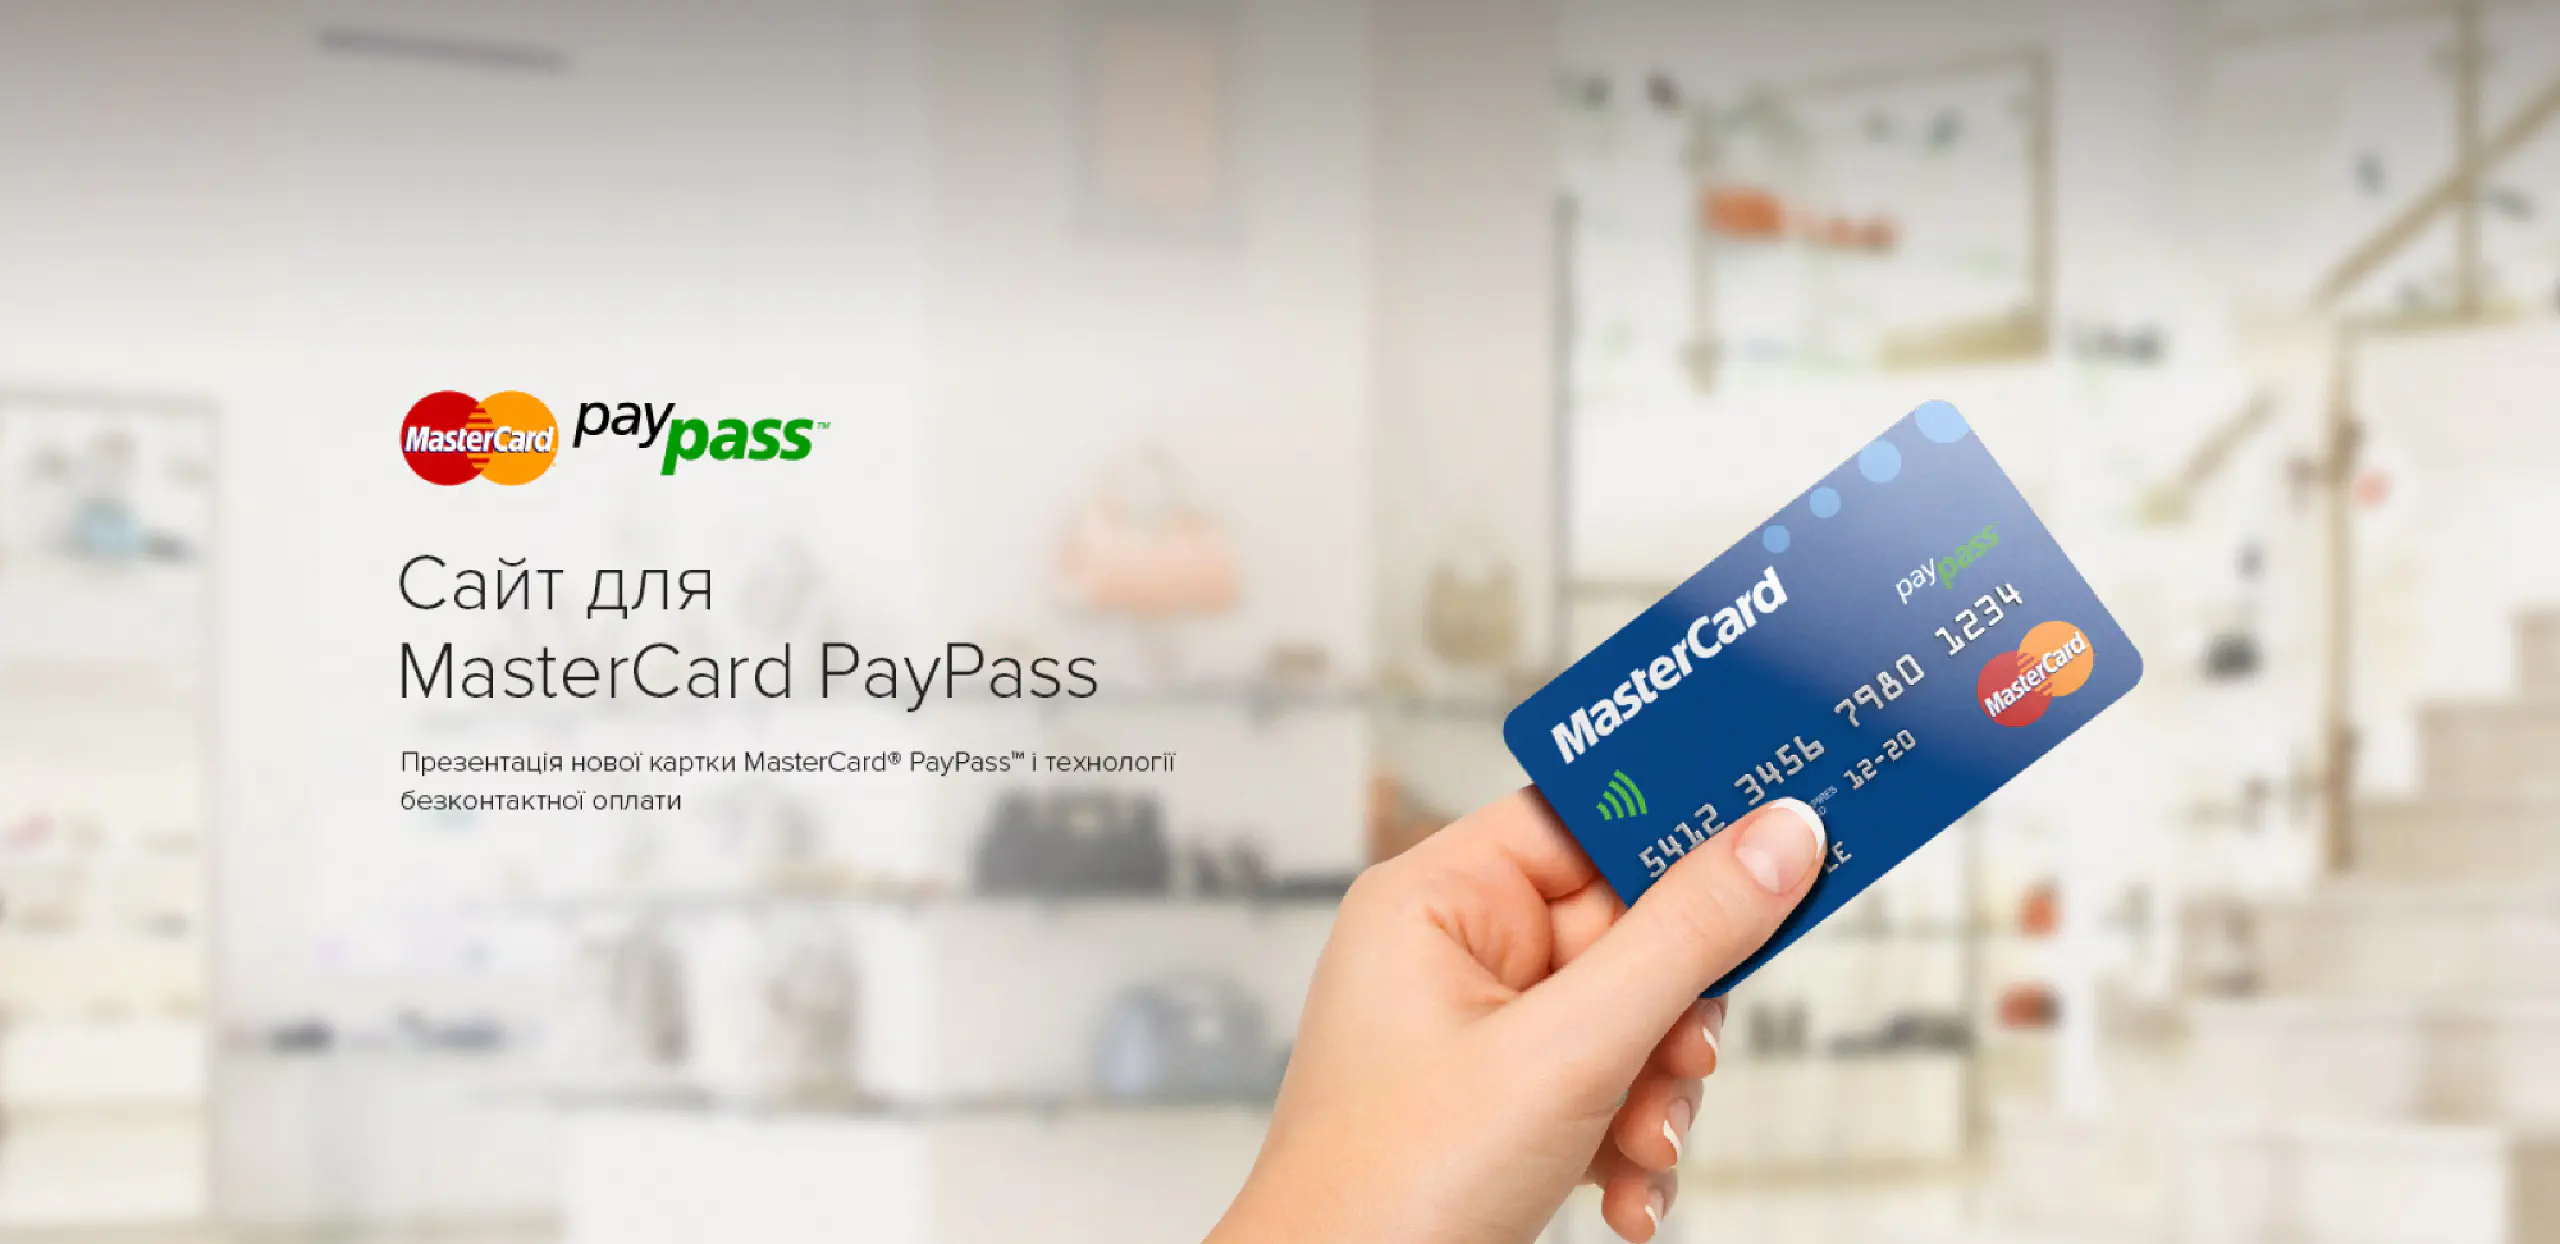 MasterCard paypass™
Сайт для
MasterCard PayPass
Презентація нової картки MasterCard® PayPass™ і технології
безконтактної оплати
MasterCard
paypass
5412 3456 7980 1234
12-20
MasterCard
LE